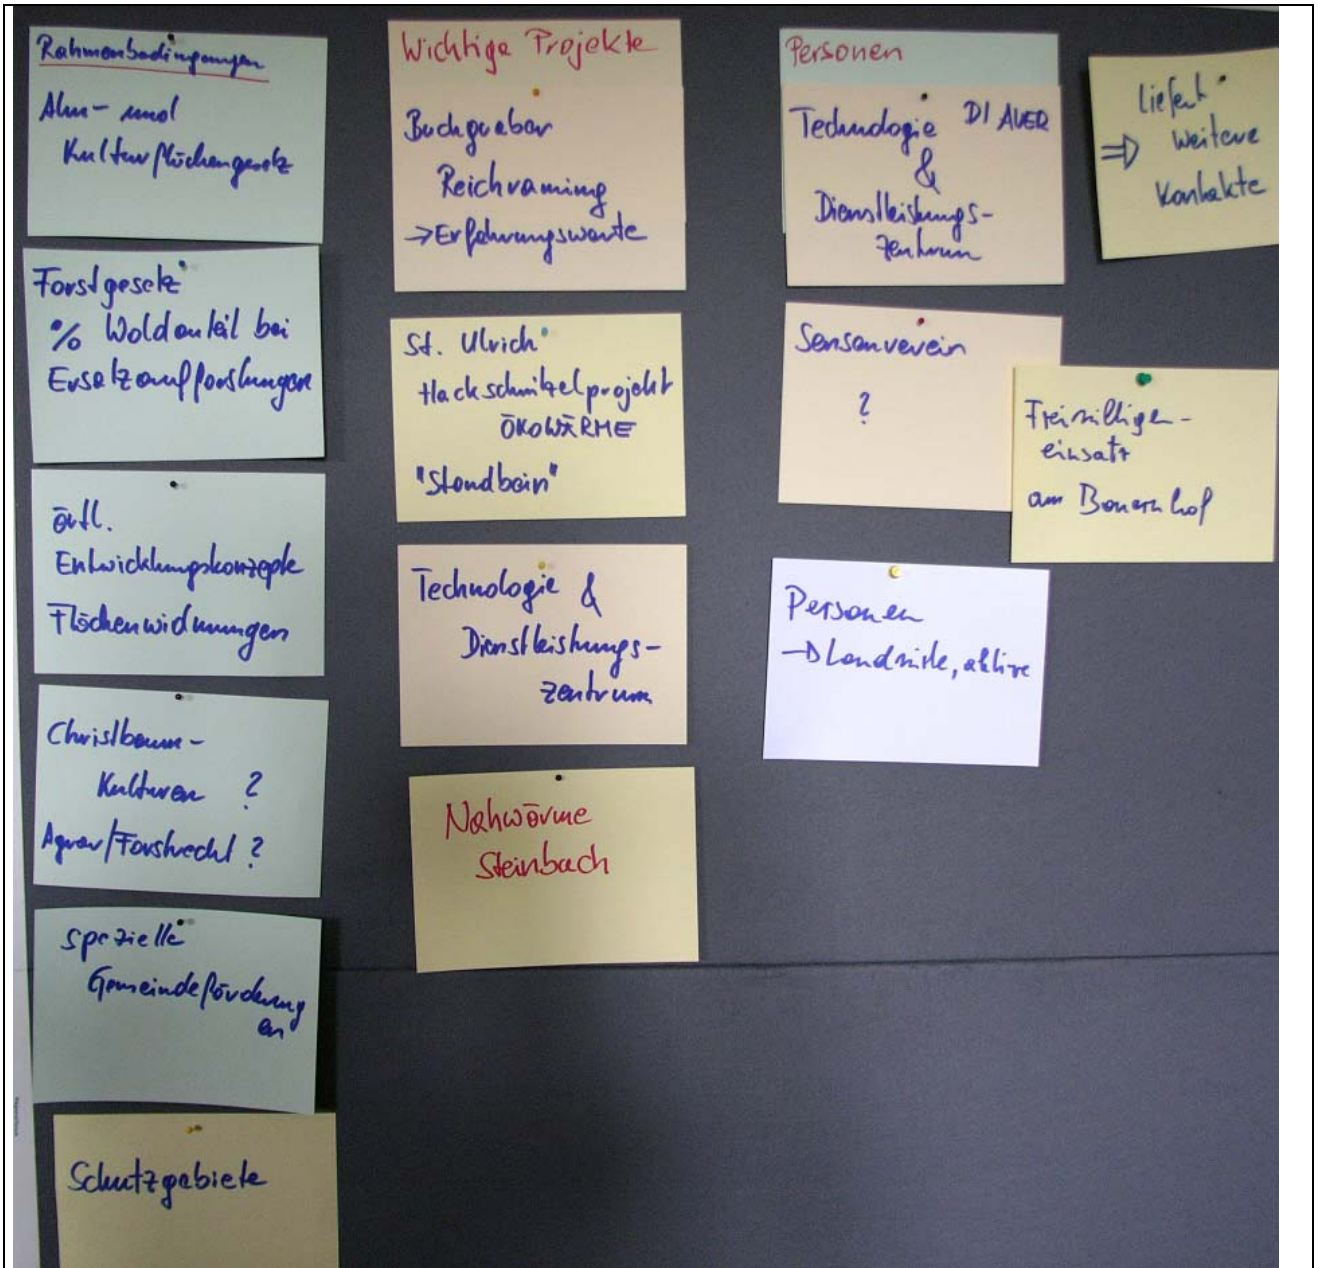 Rahmenbedingungen
Alm- und
Kulturflächengesetz
Forstgesetz
% Waldanteil bei
Ersatzaufforstungen
örtl.
Entwicklungskonzepte
Flächenwidmungen
Christbaum-
Kulturen ?
Agrar/Forstrecht ?
spezielle
Gemeindeförderung
en
Schutzgebiete
Wichtige Projekte
Buchgraben
Reichraming
→ Erfahrungswerte
St. Ulrich
Hackschnitzelprojekt
ÖKOWÄRME
"Standbein"
Technologie &
Dienstleistungs-
zentrum
Nahwärme
Steinbach
Personen
Technologie DI AUER
&
Dienstleistungs-
zentrum
liefert
⇒ weitere
Kontakte
Sensenverein
?
Freiwilligen-
einsatz
am Bauernhof
Personen
→ Landwirte, aktive